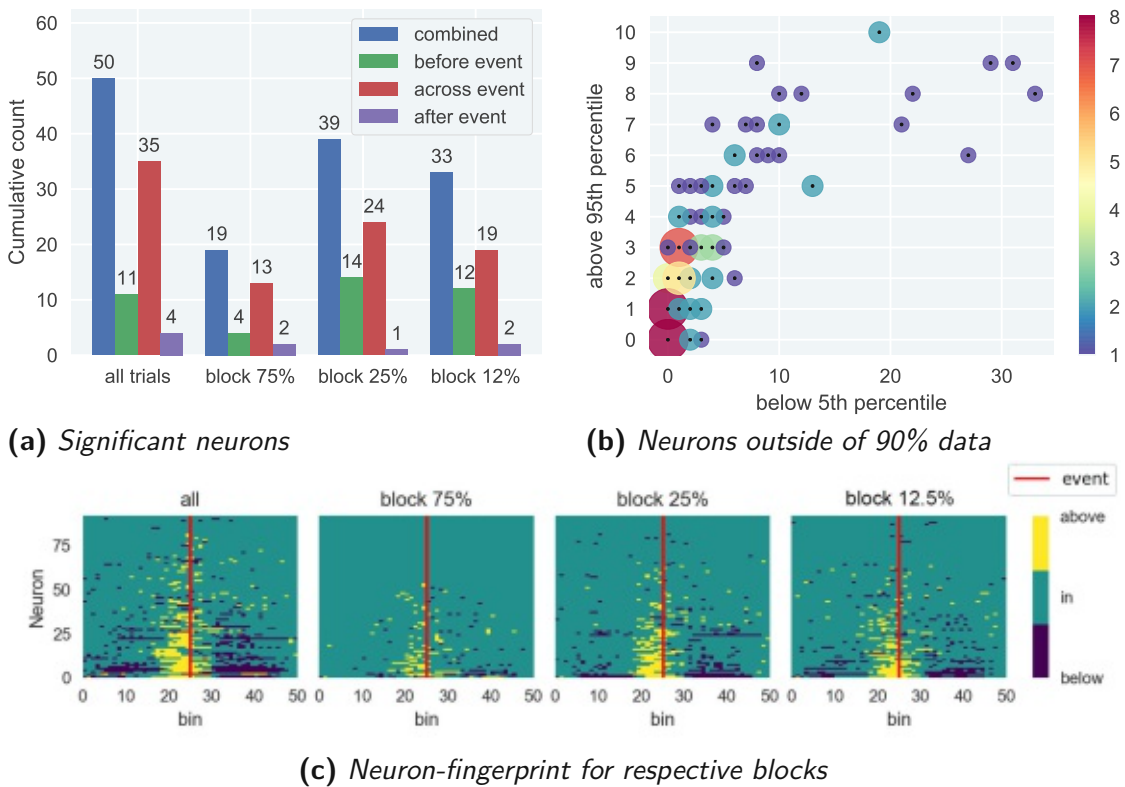 60
50
40
30
20
10
0
Cumulative count
combined
before event
across event
after event
50
11
35
4
19
4
13
2
39
14
24
1
33
12
19
2
all trials
block 75%
block 25%
block 12%
(a) Significant neurons
10
9
8
7
6
5
4
3
2
1
0
above 95th percentile
0 10 20 30
below 5th percentile
8
7
6
5
4
3
2
1
(b) Neurons outside of 90% data
event
all
block 75%
block 25%
block 12.5%
75
50
25
0
Neuron
0 10 20 30 40 50
bin
0 10 20 30 40 50
bin
0 10 20 30 40 50
bin
0 10 20 30 40 50
bin
above
in
below
(c) Neuron-fingerprint for respective blocks